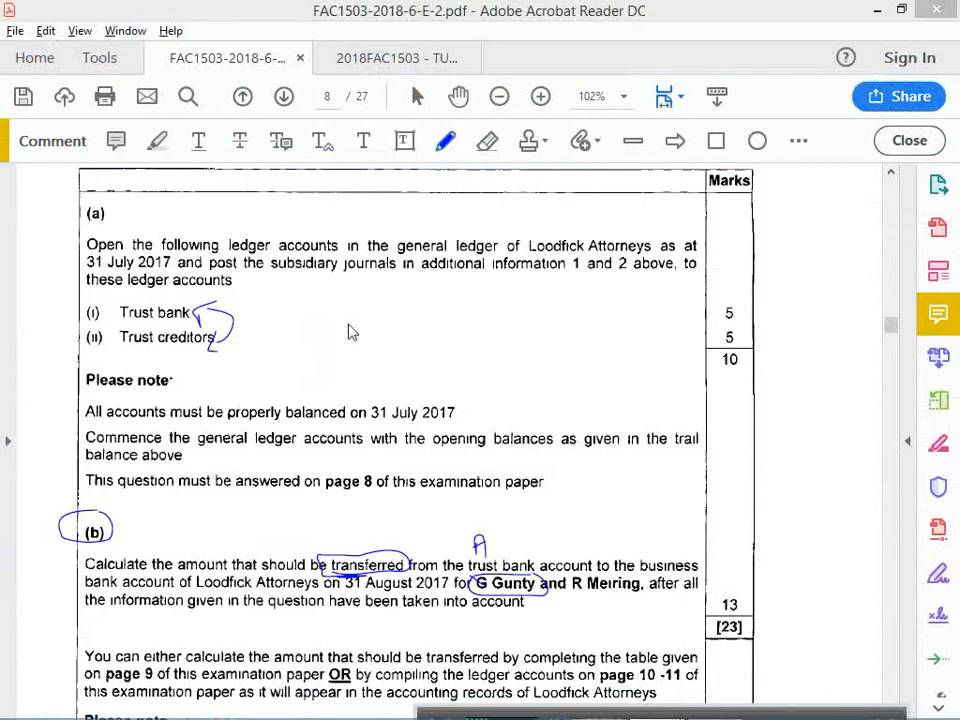 FAC1503-2018-6-E-2.pdf - Adobe Acrobat Reader DC
File Edit View Window Help
Home Tools FAC1503-2018-6-... × 2018FAC1503 - TU... Sign In
8 / 27 102% Share
Comment Close
Marks
(a)
Open the following ledger accounts in the general ledger of Loodfick Attorneys as at
31 July 2017 and post the subsidiary journals in additional information 1 and 2 above, to
these ledger accounts
(i) Trust bank 5
(ii) Trust creditors 5
10
Please note
All accounts must be properly balanced on 31 July 2017
Commence the general ledger accounts with the opening balances as given in the trail
balance above
This question must be answered on page 8 of this examination paper
(b)
A
Calculate the amount that should be transferred from the trust bank account to the business
bank account of Loodfick Attorneys on 31 August 2017 for G Gunty and R Meiring, after all
the information given in the question have been taken into account 13
[23]
You can either calculate the amount that should be transferred by completing the table given
on page 9 of this examination paper OR by compiling the ledger accounts on page 10 -11 of
this examination paper as it will appear in the accounting records of Loodfick Attorneys